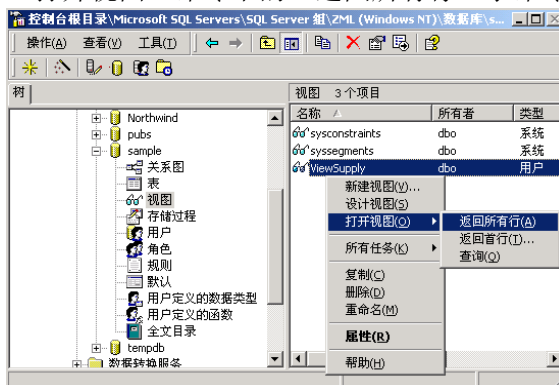 控制台根目录\Microsoft SQL Servers\SQL Server 组\ZML (Windows NT)\数据库\s...
操作(A) 查看(V) 工具(T)
树
视图 3个项目
名称 所有者 类型
Northwind
pubs
sample
关系图
表
视图
存储过程
用户
角色
规则
默认
用户定义的数据类型
用户定义的函数
全文目录
tempdb
数据转换服务
sysconstraints dbo 系统
syssegments dbo 系统
ViewSupply dbo 用户
新建视图(V)...
设计视图(S)
打开视图(O)
所有任务(K)
复制(C)
删除(D)
重命名(M)
属性(R)
帮助(H)
返回所有行(A)
返回首行(T)...
查询(Q)